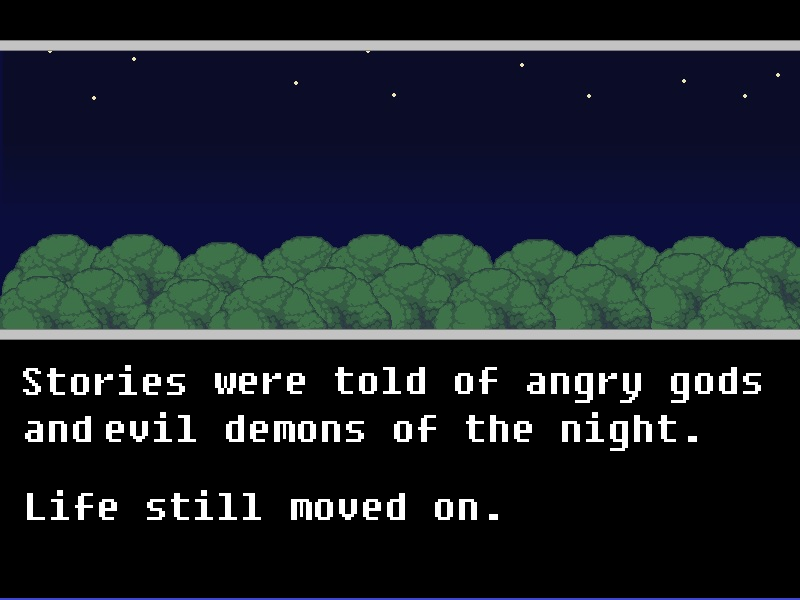 Stories were told of angry gods
and evil demons of the night.
Life still moved on.